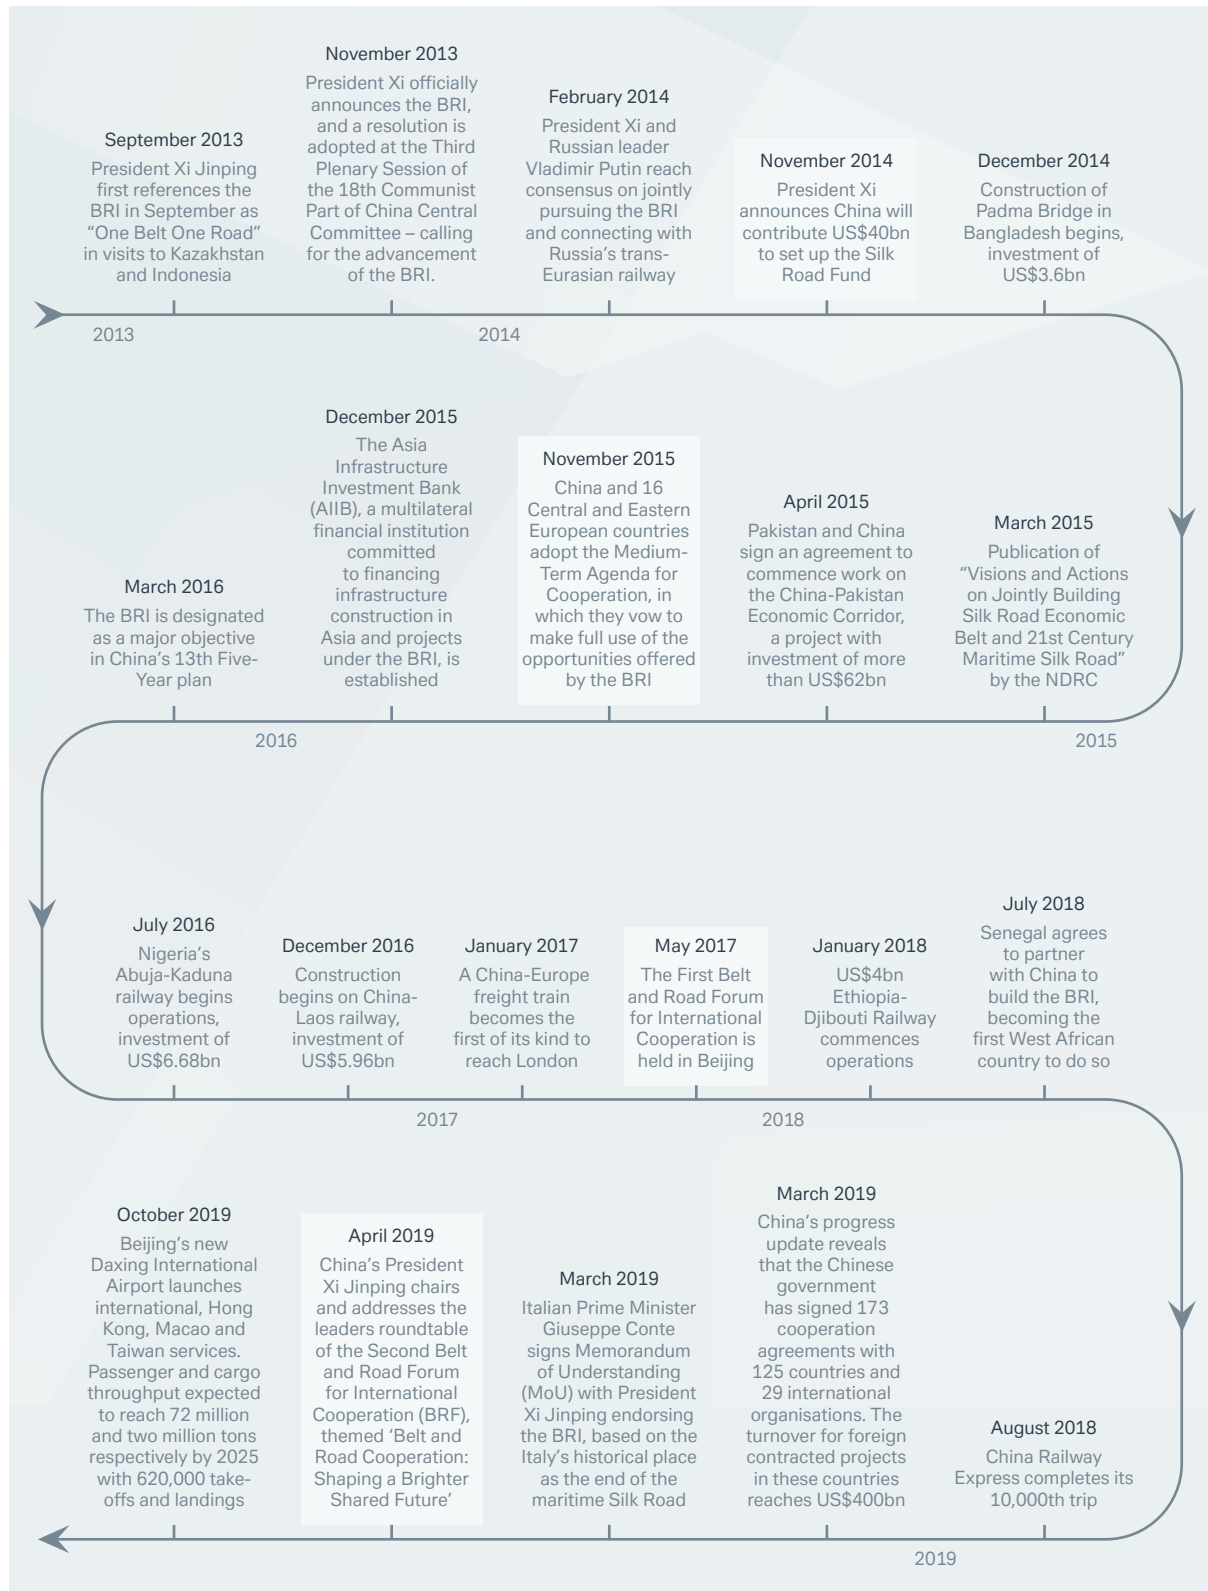 September 2013
President Xi Jinping
first references the
BRI in September as
“One Belt One Road”
in visits to Kazakhstan
and Indonesia
November 2013
President Xi officially
announces the BRI,
and a resolution is
adopted at the Third
Plenary Session of
the 18th Communist
Part of China Central
Committee – calling
for the advancement
of the BRI.
February 2014
President Xi and
Russian leader
Vladimir Putin reach
consensus on jointly
pursuing the BRI
and connecting with
Russia’s trans-
Eurasian railway
November 2014
President Xi
announces China will
contribute US$40bn
to set up the Silk
Road Fund
December 2014
Construction of
Padma Bridge in
Bangladesh begins,
investment of
US$3.6bn
2013
2014
March 2015
Publication of
“Visions and Actions
on Jointly Building
Silk Road Economic
Belt and 21st Century
Maritime Silk Road”
by the NDRC
April 2015
Pakistan and China
sign an agreement to
commence work on
the China-Pakistan
Economic Corridor,
a project with
investment of more
than US$62bn
November 2015
China and 16
Central and Eastern
European countries
adopt the Medium-
Term Agenda for
Cooperation, in
which they vow to
make full use of the
opportunities offered
by the BRI
December 2015
The Asia
Infrastructure
Investment Bank
(AIIB), a multilateral
financial institution
committed
to financing
infrastructure
construction in
Asia and projects
under the BRI, is
established
March 2016
The BRI is designated
as a major objective
in China’s 13th Five-
Year plan
2015
2016
July 2016
Nigeria’s
Abuja-Kaduna
railway begins
operations,
investment of
US$6.68bn
December 2016
Construction
begins on China-
Laos railway,
investment of
US$5.96bn
January 2017
A China-Europe
freight train
becomes the
first of its kind to
reach London
May 2017
The First Belt
and Road Forum
for International
Cooperation is
held in Beijing
January 2018
US$4bn
Ethiopia-
Djibouti Railway
commences
operations
July 2018
Senegal agrees
to partner
with China to
build the BRI,
becoming the
first West African
country to do so
2017
2018
August 2018
China Railway
Express completes its
10,000th trip
March 2019
China’s progress
update reveals
that the Chinese
government
has signed 173
cooperation
agreements with
125 countries and
29 international
organisations. The
turnover for foreign
contracted projects
in these countries
reaches US$400bn
March 2019
Italian Prime Minister
Giuseppe Conte
signs Memorandum
of Understanding
(MoU) with President
Xi Jinping endorsing
the BRI, based on the
Italy’s historical place
as the end of the
maritime Silk Road
April 2019
China’s President
Xi Jinping chairs
and addresses the
leaders roundtable
of the Second Belt
and Road Forum
for International
Cooperation (BRF),
themed ‘Belt and
Road Cooperation:
Shaping a Brighter
Shared Future’
October 2019
Beijing’s new
Daxing International
Airport launches
international, Hong
Kong, Macao and
Taiwan services.
Passenger and cargo
throughput expected
to reach 72 million
and two million tons
respectively by 2025
with 620,000 take-
offs and landings
2019